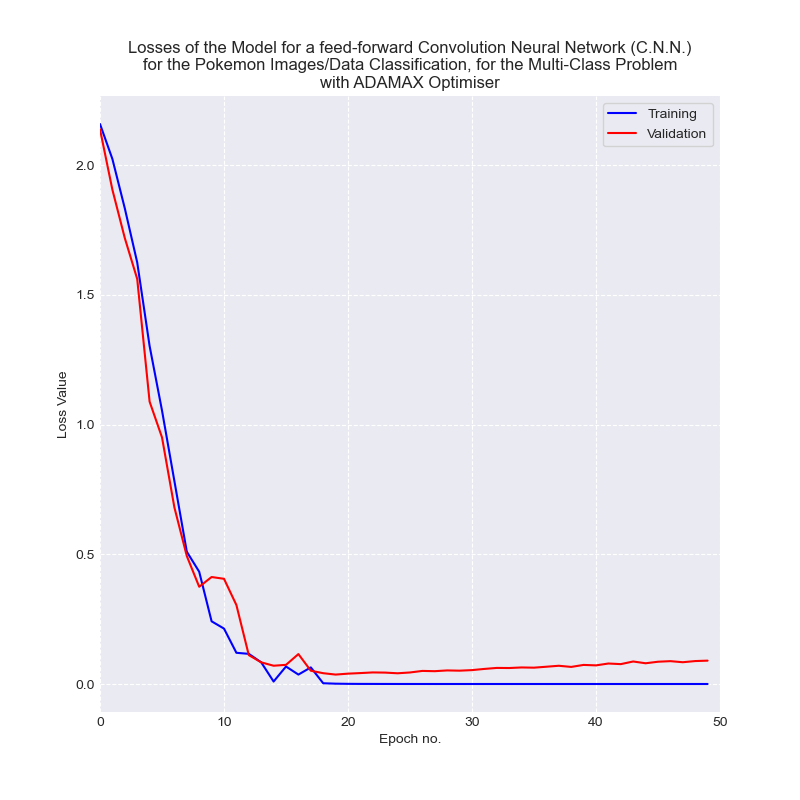 Losses of the Model for a feed-forward Convolution Neural Network (C.N.N.)
for the Pokemon Images/Data Classification, for the Multi-Class Problem
with ADAMAX Optimiser
Training
Validation
2.0
1.5
1.0
0.5
0.0
Loss Value
0 10 20 30 40 50
Epoch no.